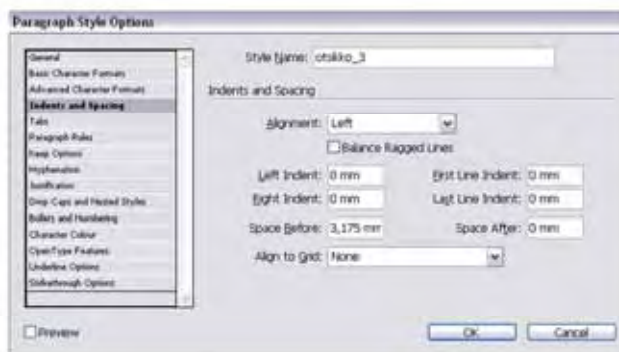 Paragraph Style Options
General
Basic Character Formats
Advanced Character Formats
Indents and Spacing
Tabs
Paragraph Rules
Keep Options
Hyphenation
Justification
Drop Caps and Nested Styles
Bullets and Numbering
Character Colour
OpenType Features
Underline Options
Strikethrough Options
Style Name: otsikko_3
Indents and Spacing
Alignment: Left
Balance Ragged Lines
Left Indent: 0 mm First Line Indent: 0 mm
Right Indent: 0 mm Last Line Indent: 0 mm
Space Before: 3,175 mm Space After: 0 mm
Align to Grid: None
Preview
OK Cancel